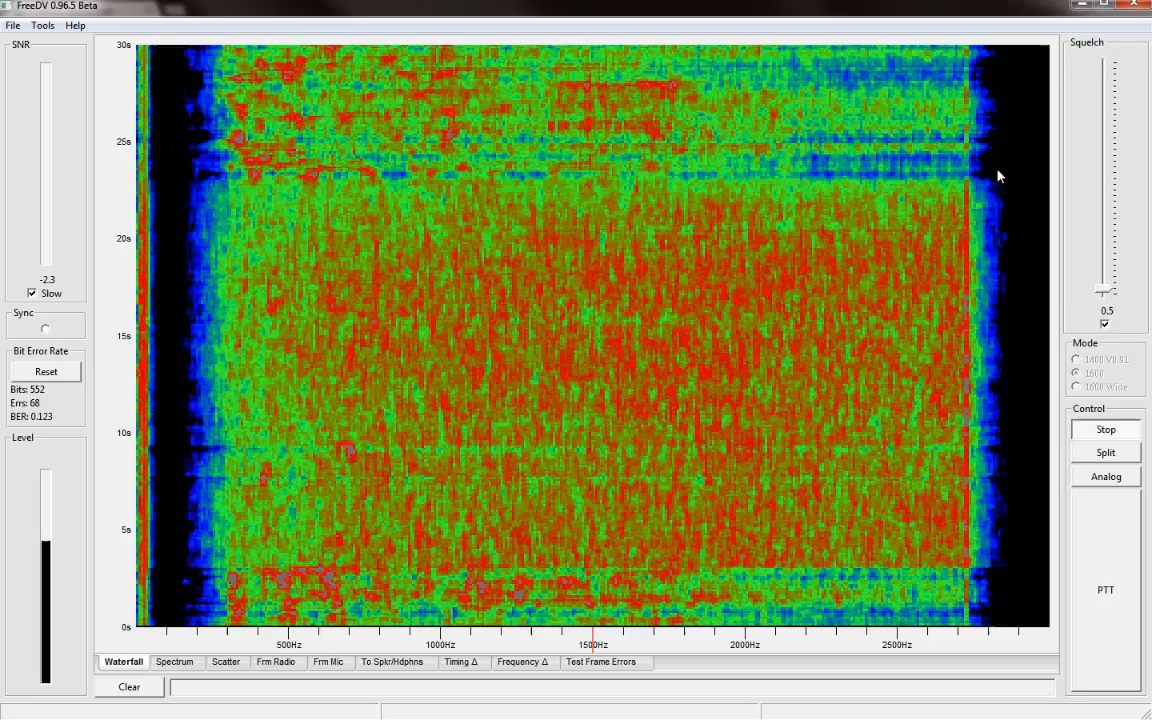 FreeDV 0.96.5 Beta
File Tools Help
SNR
-2.3
Slow
Sync
Bit Error Rate
Reset
Bits: 552
Errs: 68
BER: 0.123
Level
30s
25s
20s
15s
10s
5s
0s
500Hz 1000Hz 1500Hz 2000Hz 2500Hz
Waterfall Spectrum Scatter Frm Radio Frm Mic To Spkr/Hdphns Timing Δ Frequency Δ Test Frame Errors
Clear
Squelch
0.5
Mode
1400 V0.91
1600
1600 Wide
Control
Stop
Split
Analog
PTT